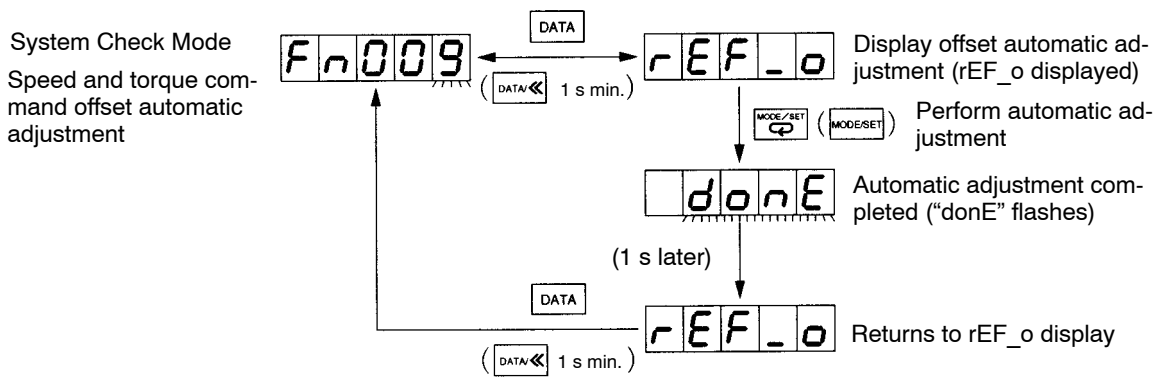 System Check Mode
Speed and torque com-
mand offset automatic
adjustment
Fn009
DATA
(DATA/≪ 1 s min.)
rEF_o
Display offset automatic ad-
justment (rEF_o displayed)
MODE/SET (MODE/SET)
Perform automatic ad-
justment
donE
Automatic adjustment com-
pleted (“donE” flashes)
(1 s later)
DATA
(DATA/≪ 1 s min.)
rEF_o
Returns to rEF_o display